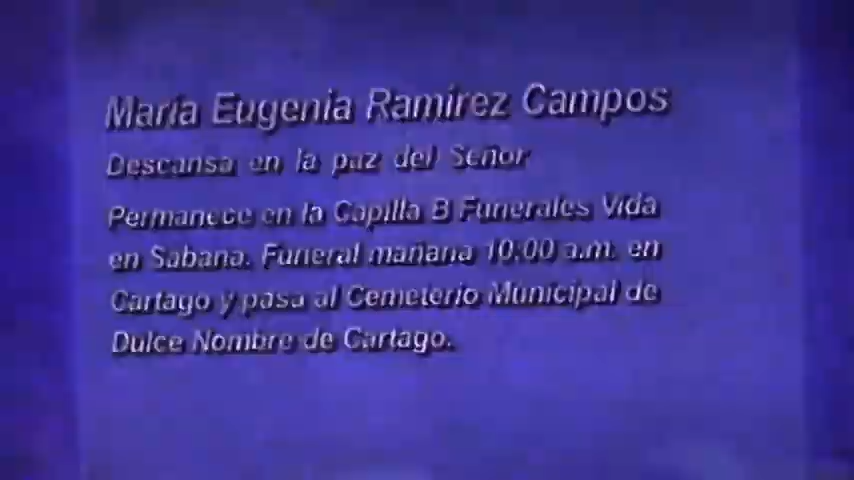 María Eugenia Ramírez Campos
Descansa en la paz del Señor
Permanece en la Capilla B Funerales Vida
en Sabana. Funeral mañana 10:00 a.m. en
Cartago y pasa al Cementerio Municipal de
Dulce Nombre de Cartago.